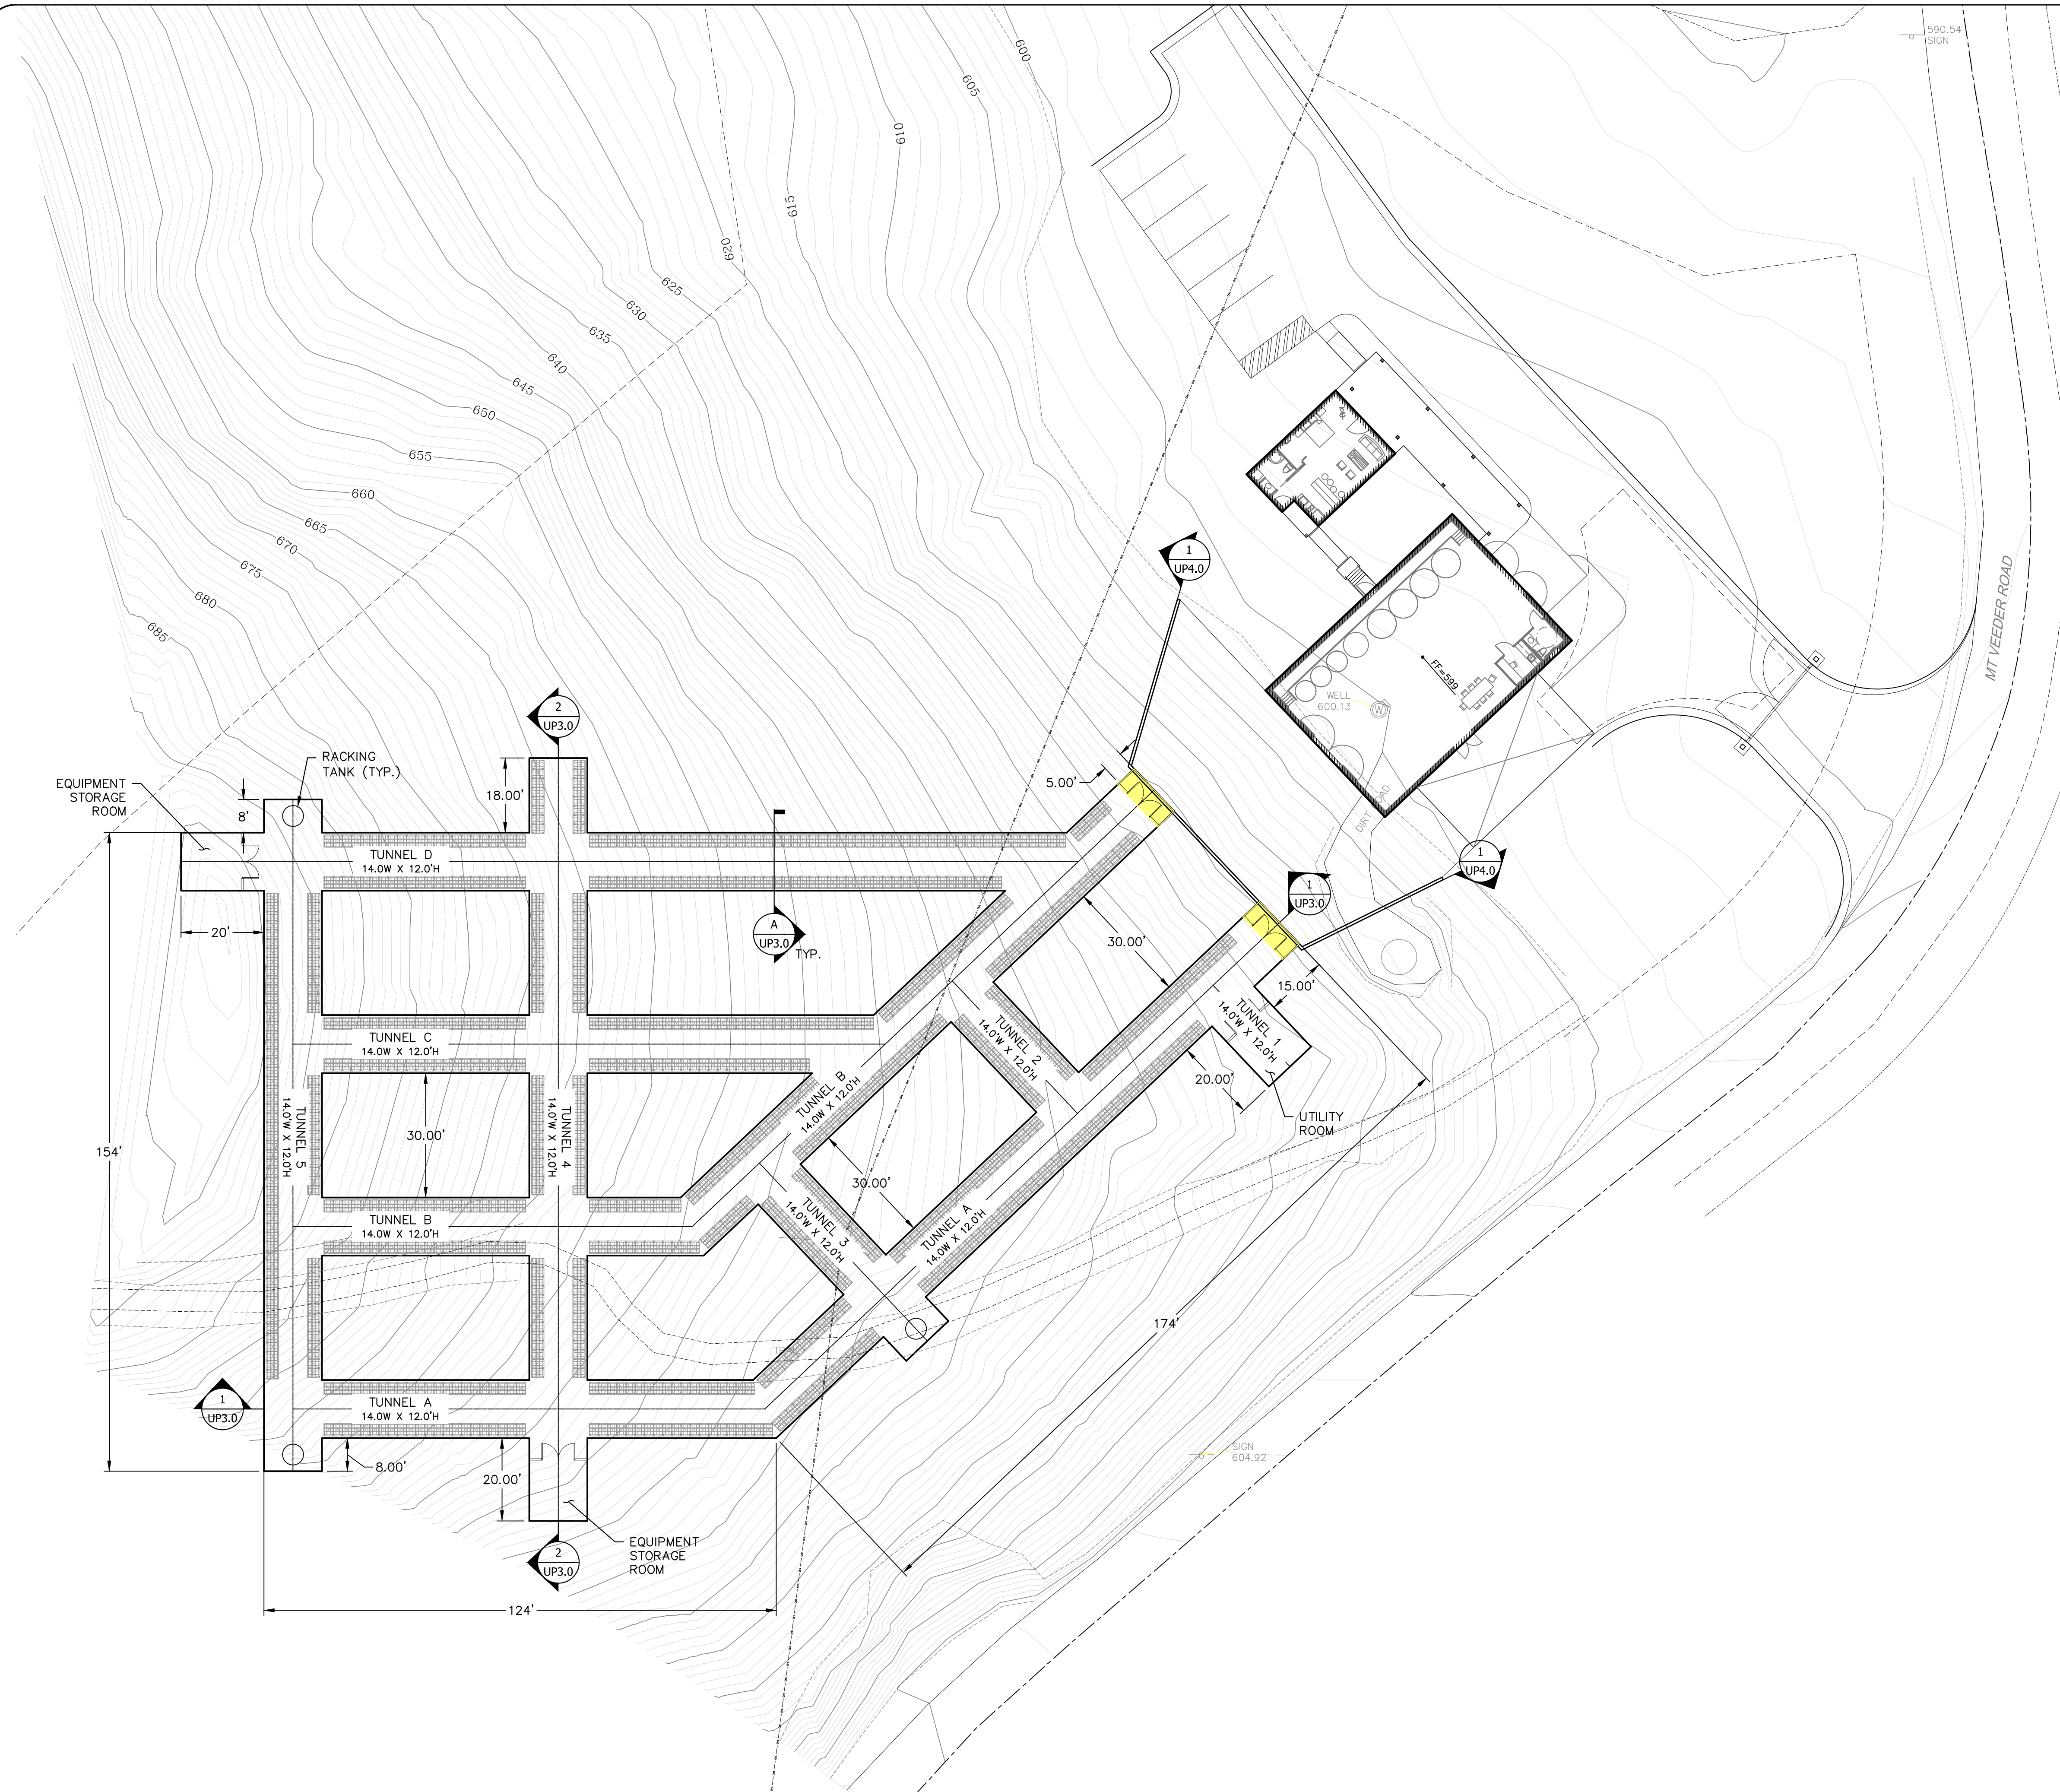 590.54
SIGN
600
605
610
615
620
625
630
635
640
645
650
655
660
665
670
675
680
685
MT VEEDER ROAD
1
UP4.0
FF=599
WELL
600.13
W
DIRT ROAD
2
UP3.0
RACKING
TANK (TYP.)
EQUIPMENT
STORAGE
ROOM
18.00'
8'
5.00'
1
UP4.0
1
UP3.0
TUNNEL D
14.0W X 12.0'H
20'
A
UP3.0
TYP.
30.00'
15.00'
TUNNEL 1
14.0'W X 12.0'H
TUNNEL C
14.0W X 12.0'H
TUNNEL 2
14.0'W X 12.0'H
TUNNEL B
14.0W X 12.0'H
20.00'
UTILITY
ROOM
154'
TUNNEL 5
14.0'W X 12.0'H
30.00'
TUNNEL 4
14.0'W X 12.0'H
30.00'
TUNNEL B
14.0W X 12.0'H
TUNNEL 3
14.0'W X 12.0'H
TUNNEL A
14.0W X 12.0'H
174'
1
UP3.0
TUNNEL A
14.0W X 12.0'H
8.00'
20.00'
SIGN
604.92
EQUIPMENT
STORAGE
ROOM
2
UP3.0
124'